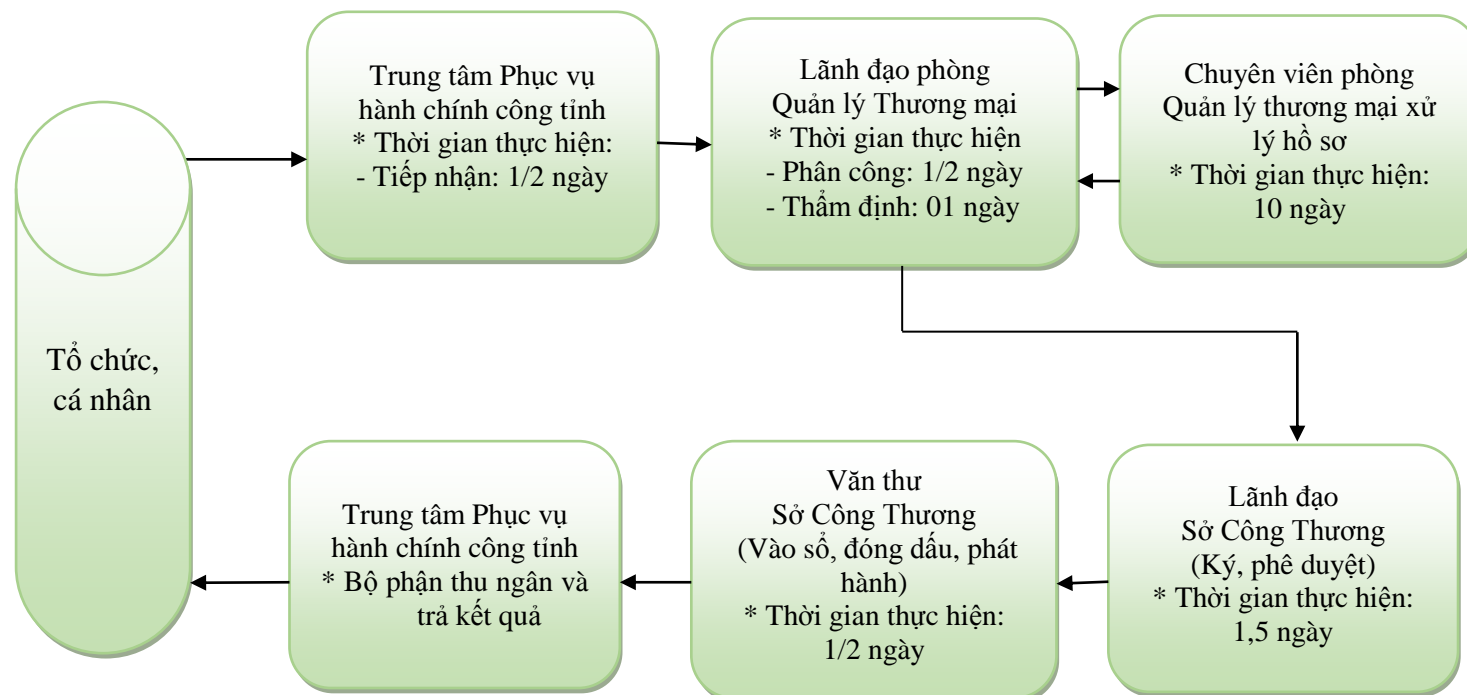 Tổ chức,
cá nhân
Trung tâm Phục vụ
hành chính công tỉnh
* Thời gian thực hiện:
- Tiếp nhận: 1/2 ngày
Lãnh đạo phòng
Quản lý Thương mại
* Thời gian thực hiện
- Phân công: 1/2 ngày
- Thẩm định: 01 ngày
Chuyên viên phòng
Quản lý thương mại xử
lý hồ sơ
* Thời gian thực hiện:
10 ngày
Lãnh đạo
Sở Công Thương
(Ký, phê duyệt)
* Thời gian thực hiện:
1,5 ngày
Văn thư
Sở Công Thương
(Vào sổ, đóng dấu, phát
hành)
* Thời gian thực hiện:
1/2 ngày
Trung tâm Phục vụ
hành chính công tỉnh
* Bộ phận thu ngân và
trả kết quả